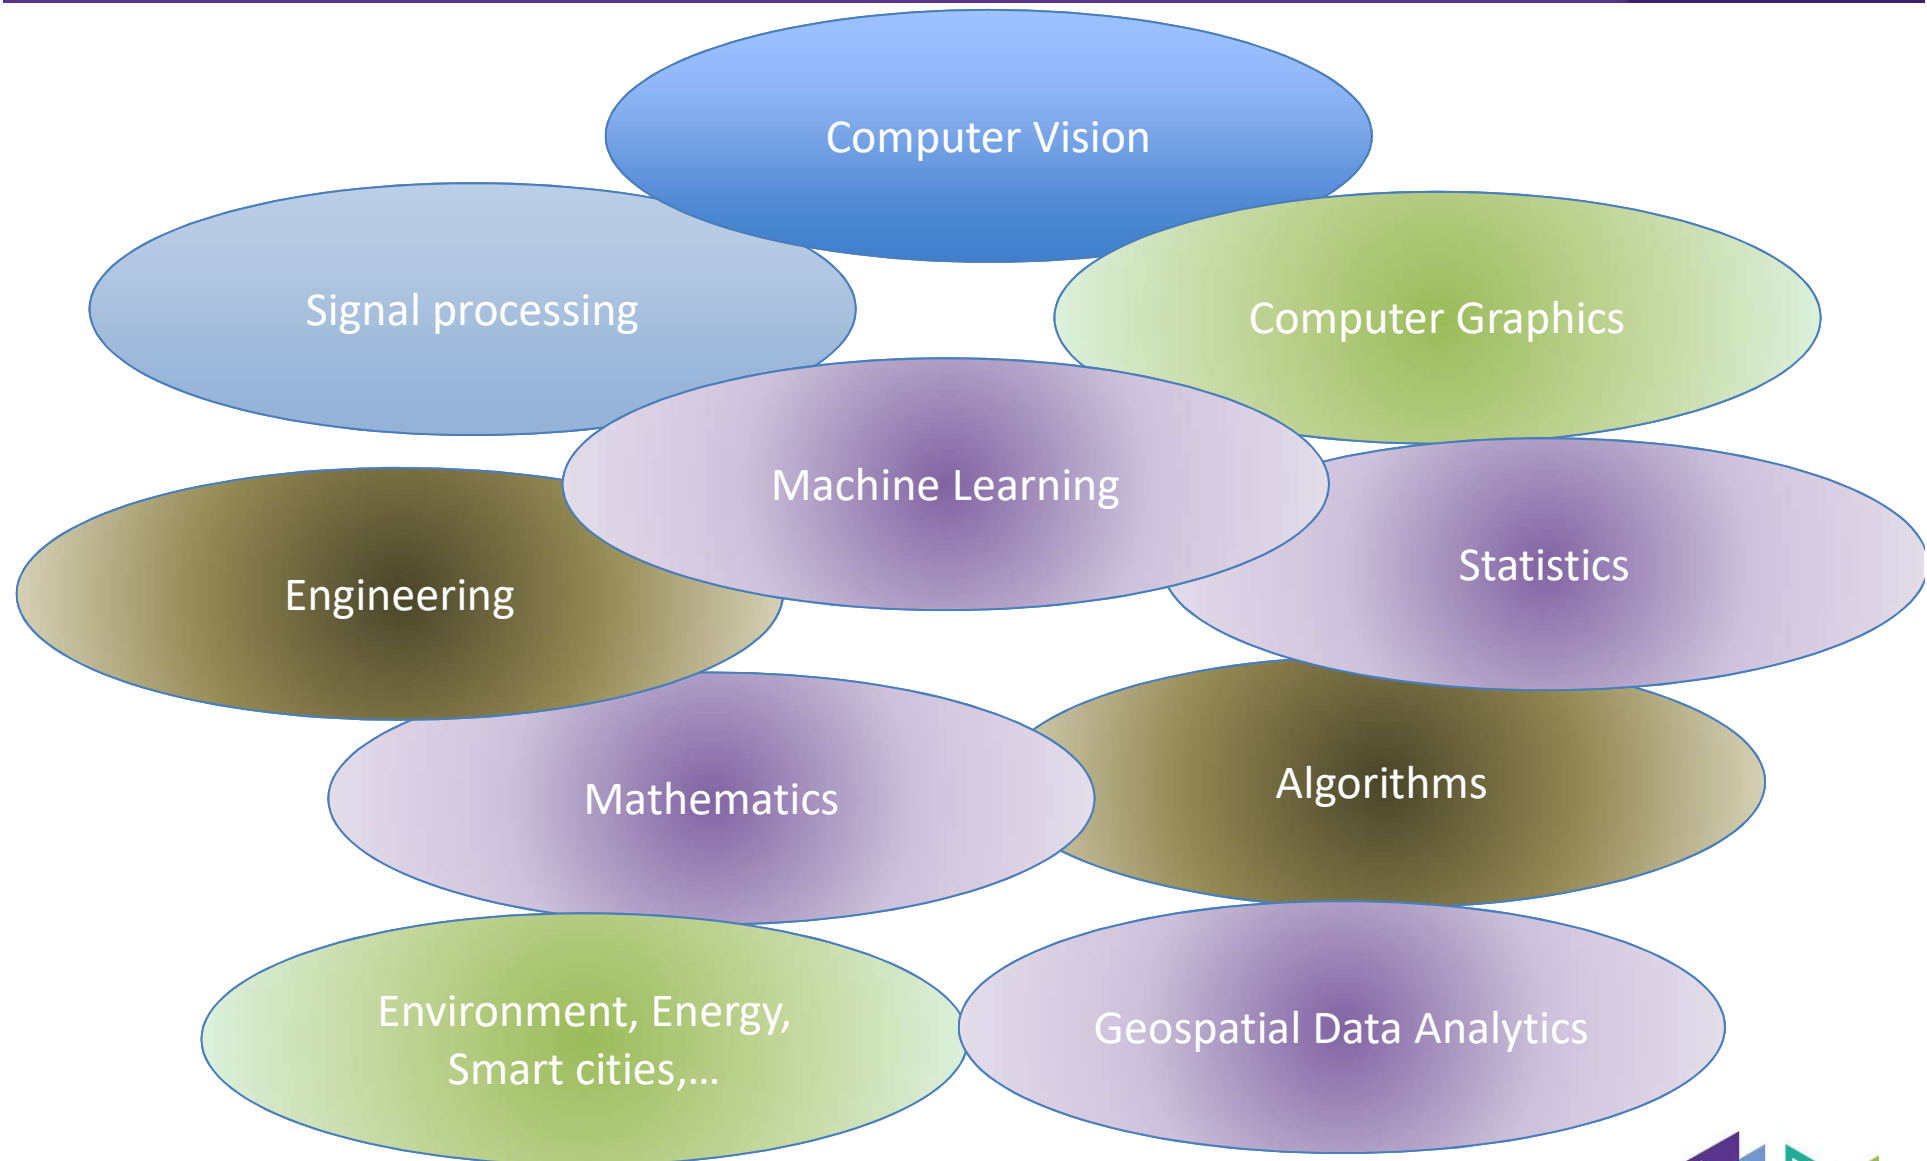 Computer Vision
Signal processing
Computer Graphics
Machine Learning
Statistics
Engineering
Algorithms
Mathematics
Environment, Energy,
Smart cities,...
Geospatial Data Analytics